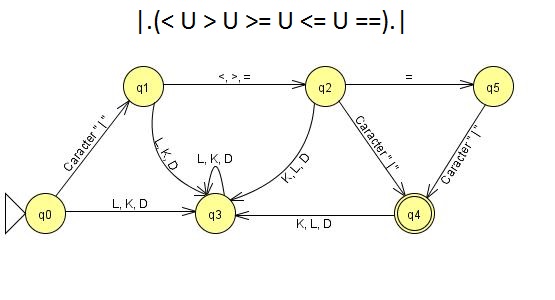 |.(< U > U >= U <= U ==).|
q1
<, >, =
q2
=
q5
Caracter "|"
L, K, D
L, K, D
K, L, D
Caracter "|"
Caracter "|"
q0
L, K, D
q3
K, L, D
q4